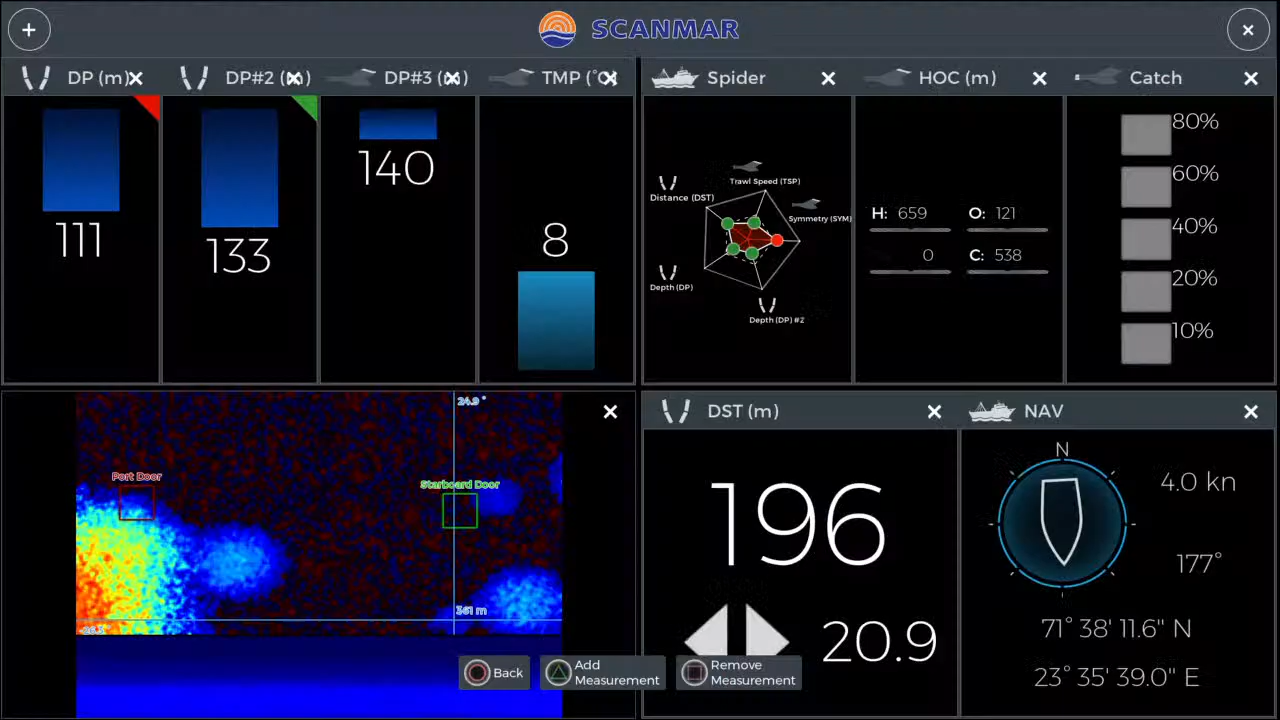 SCANMAR
DP (m)
DP#2 (m)
DP#3 (m)
TMP (°C)
Spider
HOC (m)
Catch
111
133
140
8
Trawl Speed (TSP)
Distance (DST)
Symmetry (SYM)
Depth (DP)
Depth (DP) #2
H: 659
O: 121
0
C: 538
80%
60%
40%
20%
10%
24.9 °
Port Door
Starboard Door
361 m
DST (m)
196
20.9
NAV
N
4.0 kn
177°
71° 38' 11.6" N
23° 35' 39.0" E
Back
Add
Measurement
Remove
Measurement